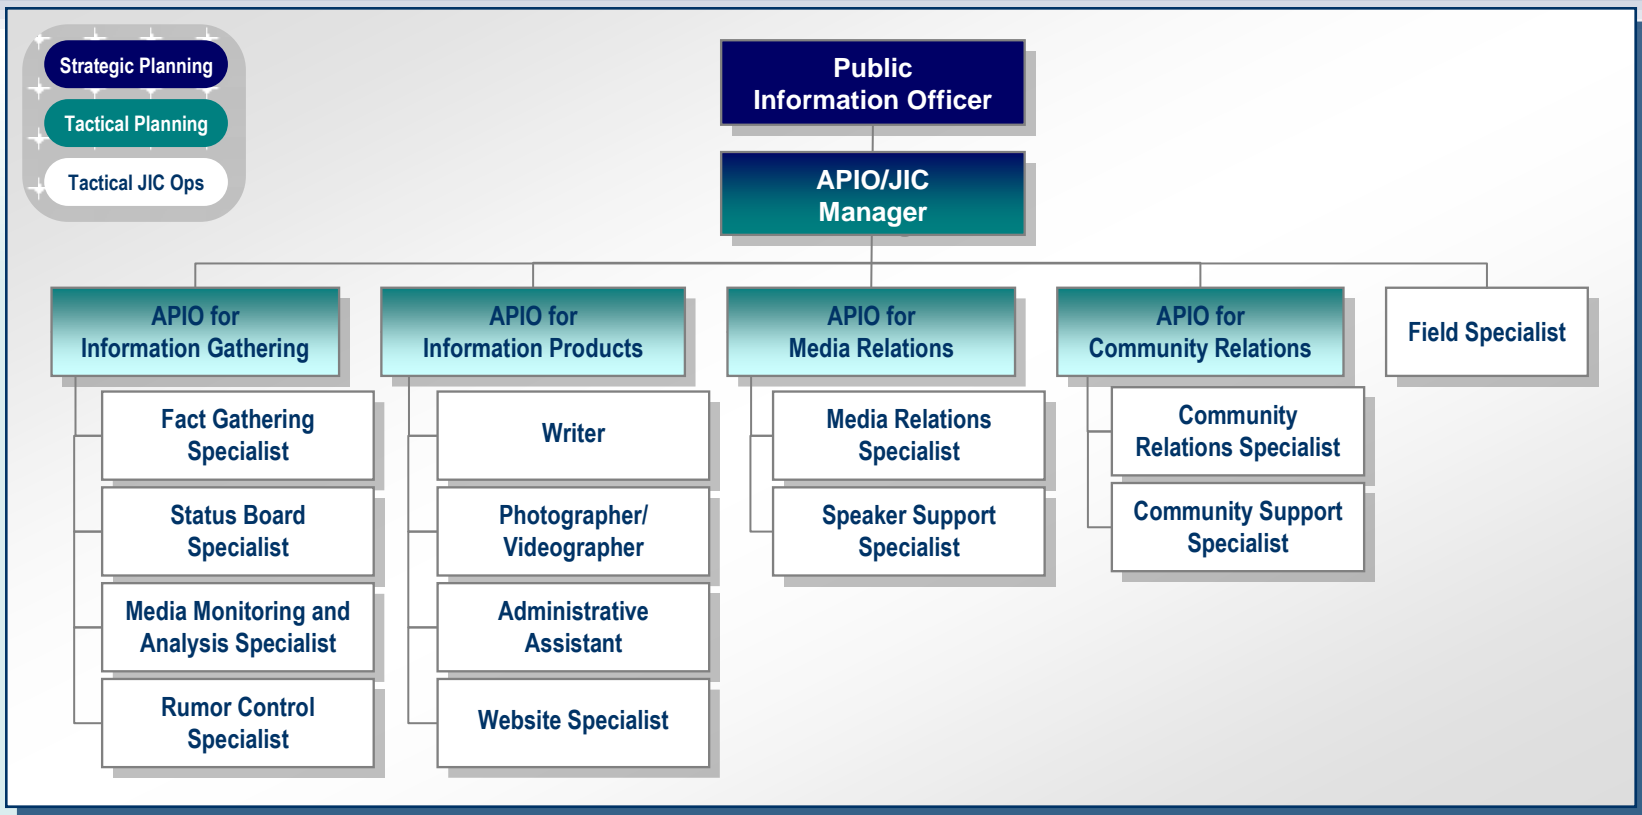 Strategic Planning
Tactical Planning
Tactical JIC Ops
Public
Information Officer
APIO/JIC
Manager
APIO for
Information Gathering
Fact Gathering
Specialist
Status Board
Specialist
Media Monitoring and
Analysis Specialist
Rumor Control
Specialist
APIO for
Information Products
Writer
Photographer/
Videographer
Administrative
Assistant
Website Specialist
APIO for
Media Relations
Media Relations
Specialist
Speaker Support
Specialist
APIO for
Community Relations
Community
Relations Specialist
Community Support
Specialist
Field Specialist